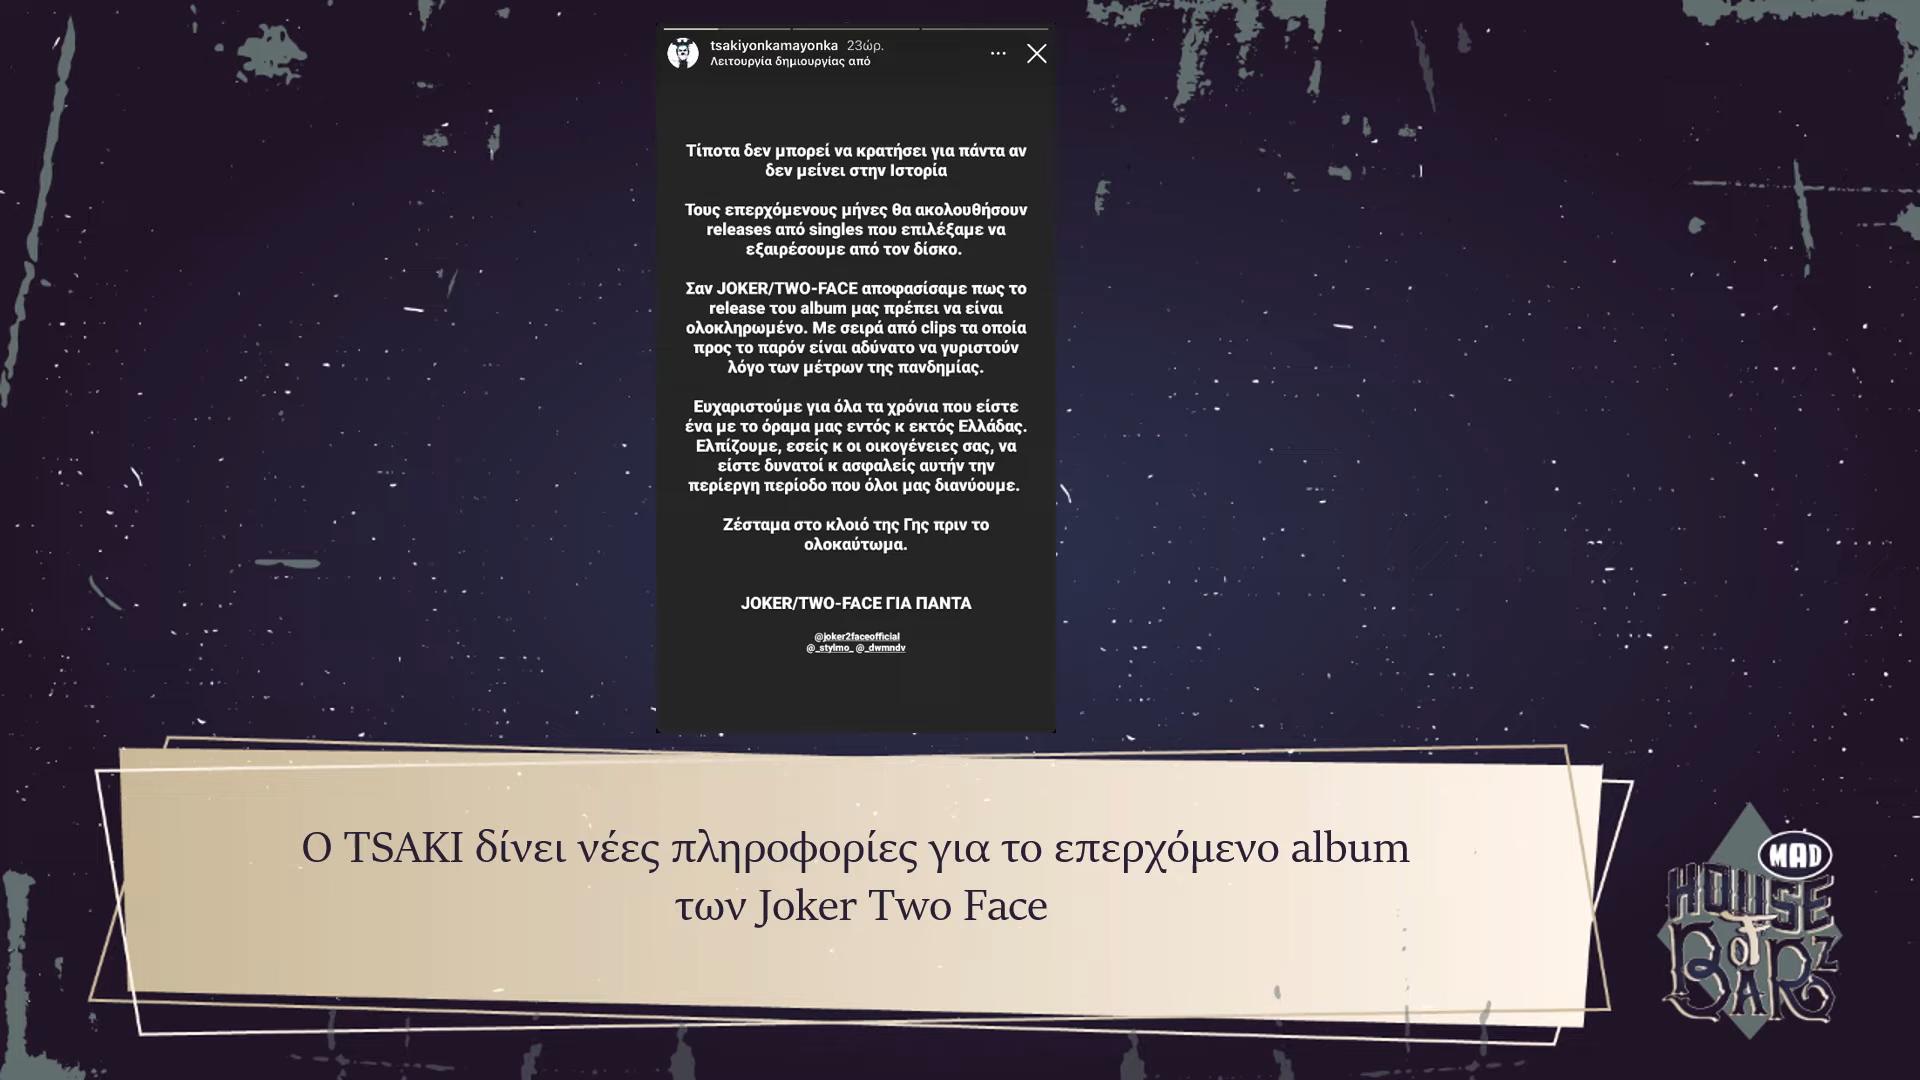 tsakiyonkamayonka 23ώρ.
Λειτουργία δημιουργίας από
Τίποτα δεν μπορεί να κρατήσει για πάντα αν
δεν μείνει στην Ιστορία
Τους επερχόμενους μήνες θα ακολουθήσουν
releases από singles που επιλέξαμε να
εξαιρέσουμε από τον δίσκο.
Σαν JOKER/TWO-FACE αποφασίσαμε πως το
release του album μας πρέπει να είναι
ολοκληρωμένο. Με σειρά από clips τα οποία
προς το παρόν είναι αδύνατο να γυριστούν
λόγο των μέτρων της πανδημίας.
Ευχαριστούμε για όλα τα χρόνια που είστε
ένα με το όραμα μας εντός κ εκτός Ελλάδας.
Ελπίζουμε, εσείς κ οι οικογένειες σας, να
είστε δυνατοί κ ασφαλείς αυτήν την
περίεργη περίοδο που όλοι μας διανύουμε.
Ζέσταμα στο κλοιό της Γης πριν το
ολοκαύτωμα.
JOKER/TWO-FACE ΓΙΑ ΠΑΝΤΑ
@joker2faceofficial
@_stylmo_ @_dwmndv
Ο TSAKI δίνει νέες πληροφορίες για το επερχόμενο album
των Joker Two Face
MAD
HOUSE
OF
BARZ